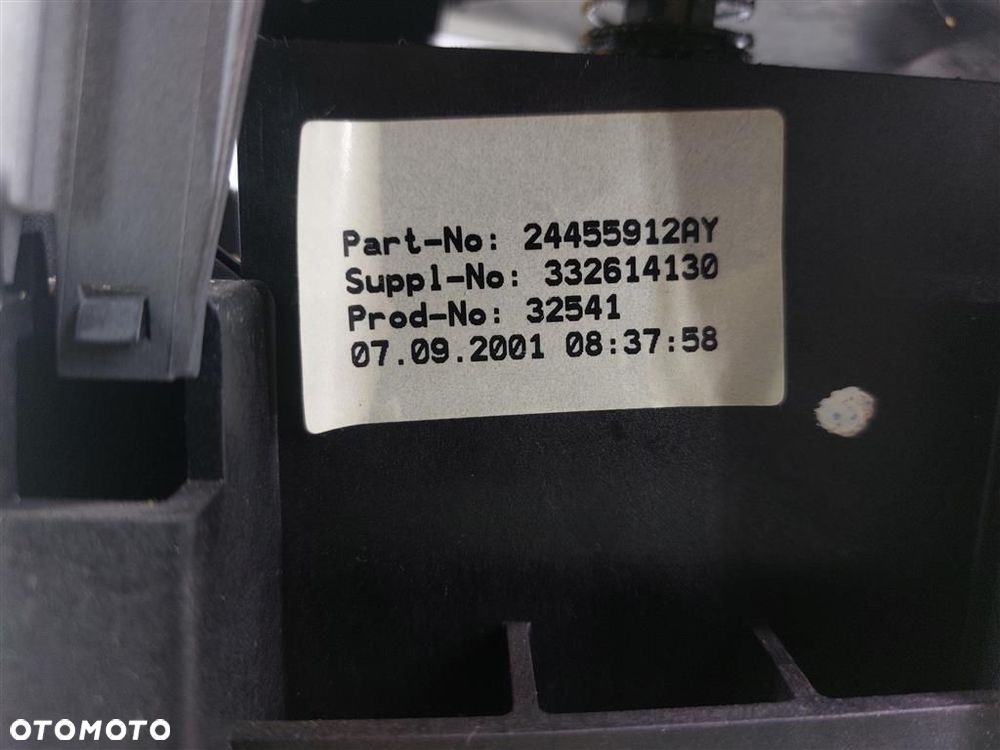 Part-No: 24455912AY
Suppl-No: 332614130
Prod-No: 32541
07.09.2001 08:37:58
OTOMOTO